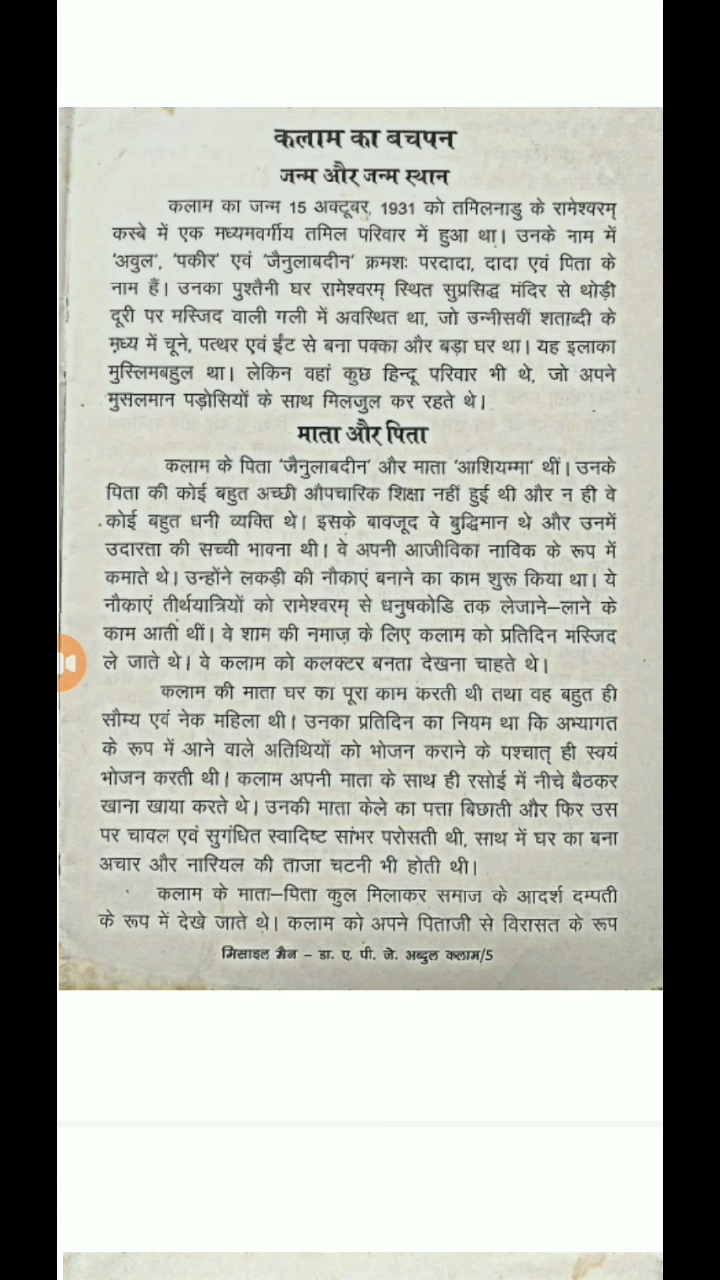 कलाम का बचपन
जन्म और जन्म स्थान
कलाम का जन्म 15 अक्टूबर, 1931 को तमिलनाडु के रामेश्वरम्
कस्बे में एक मध्यमवर्गीय तमिल परिवार में हुआ था। उनके नाम में
'अवुल', 'पकीर' एवं 'जैनुलाबदीन' क्रमशः परदादा, दादा एवं पिता के
नाम हैं। उनका पुश्तैनी घर रामेश्वरम् स्थित सुप्रसिद्ध मंदिर से थोड़ी
दूरी पर मस्जिद वाली गली में अवस्थित था, जो उन्नीसवीं शताब्दी के
मध्य में चूने, पत्थर एवं ईंट से बना पक्का और बड़ा घर था। यह इलाका
मुस्लिमबहुल था। लेकिन वहां कुछ हिन्दू परिवार भी थे, जो अपने
मुसलमान पड़ोसियों के साथ मिलजुल कर रहते थे।
माता और पिता
कलाम के पिता 'जैनुलाबदीन' और माता 'आशियम्मा' थीं। उनके
पिता की कोई बहुत अच्छी औपचारिक शिक्षा नहीं हुई थी और न ही वे
कोई बहुत धनी व्यक्ति थे। इसके बावजूद वे बुद्धिमान थे और उनमें
उदारता की सच्ची भावना थी। वे अपनी आजीविका नाविक के रूप में
कमाते थे। उन्होंने लकड़ी की नौकाएं बनाने का काम शुरू किया था। ये
नौकाएं तीर्थयात्रियों को रामेश्वरम् से धनुषकोडि तक लेजाने–लाने के
काम आती थीं। वे शाम की नमाज़ के लिए कलाम को प्रतिदिन मस्जिद
ले जाते थे। वे कलाम को कलक्टर बनता देखना चाहते थे।
कलाम की माता घर का पूरा काम करती थी तथा वह बहुत ही
सौम्य एवं नेक महिला थी। उनका प्रतिदिन का नियम था कि अभ्यागत
के रूप में आने वाले अतिथियों को भोजन कराने के पश्चात् ही स्वयं
भोजन करती थी। कलाम अपनी माता के साथ ही रसोई में नीचे बैठकर
खाना खाया करते थे। उनकी माता केले का पत्ता बिछाती और फिर उस
पर चावल एवं सुगंधित स्वादिष्ट सांभर परोसती थी, साथ में घर का बना
अचार और नारियल की ताजा चटनी भी होती थी।
कलाम के माता–पिता कुल मिलाकर समाज के आदर्श दम्पती
के रूप में देखे जाते थे। कलाम को अपने पिताजी से विरासत के रूप
मिसाइल मैन – डा. ए. पी. जे. अब्दुल कलाम/5